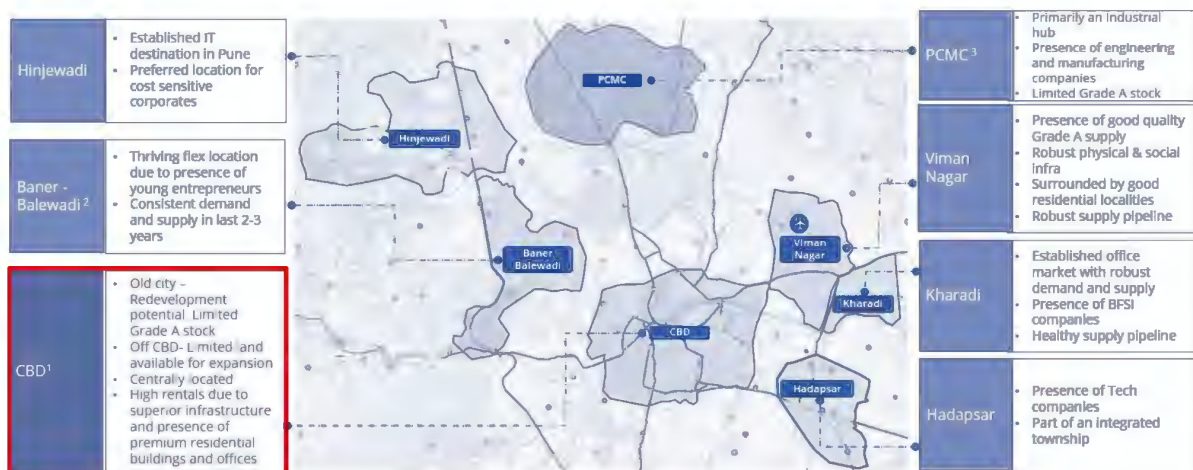 Hinjewadi
• Established IT
destination in Pune
• Preferred location for
cost sensitive
corporates
Baner -
Balewadi 2
• Thriving flex location
due to presence of
young entrepreneurs
• Consistent demand
and supply in last 2-3
years
CBD1
• Old city –
Redevelopment
potential Limited
Grade A stock
• Off CBD- Limited and
available for expansion
• Centrally located
• High rentals due to
superior infrastructure
and presence of
premium residential
buildings and offices
PCMC
Hinjewadi
Baner
Balewadi
Viman
Nagar
Kharadi
CBD
Hadapsar
PCMC 3
• Primarily an industrial
hub
• Presence of engineering
and manufacturing
companies
• Limited Grade A stock
Viman
Nagar
• Presence of good quality
Grade A supply
• Robust physical & social
infra
• Surrounded by good
residential localities
• Robust supply pipeline
Kharadi
• Established office
market with robust
demand and supply
• Presence of BFSI
companies
• Healthy supply pipeline
Hadapsar
• Presence of Tech
companies
• Part of an integrated
township